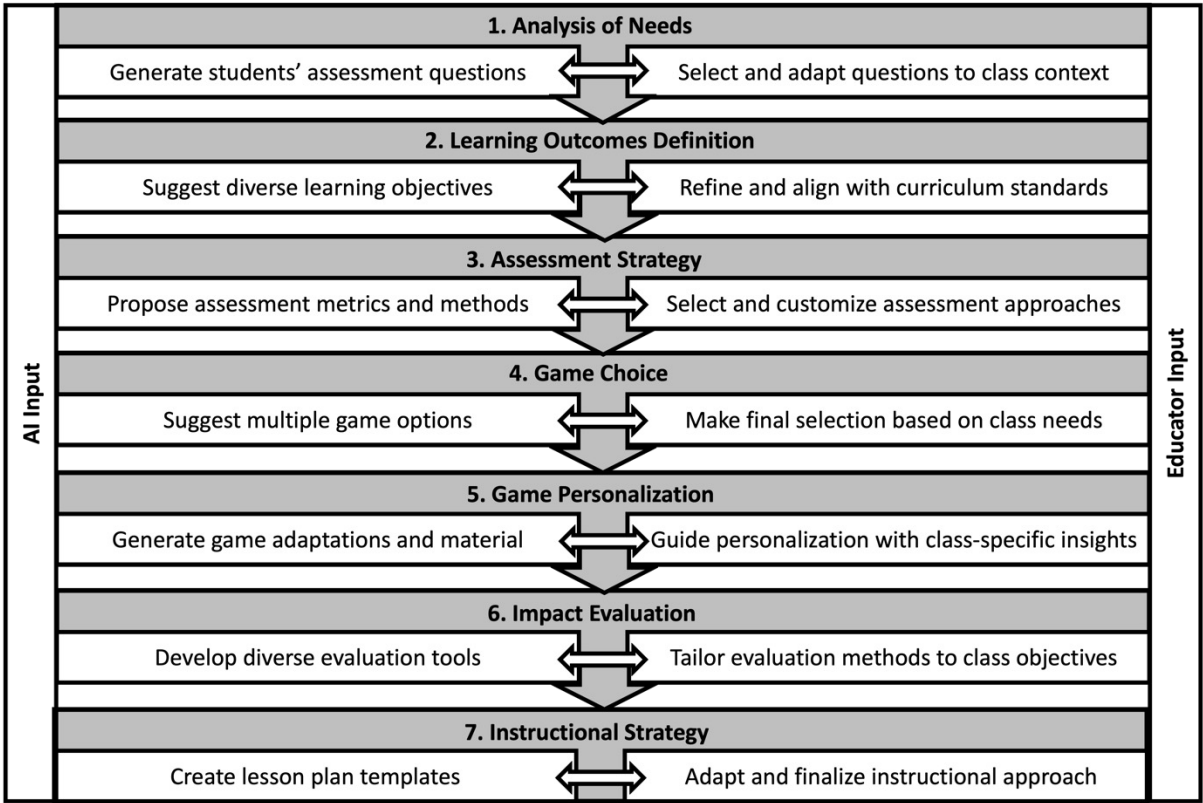 1. Analysis of Needs
Generate students’ assessment questions
Select and adapt questions to class context
2. Learning Outcomes Definition
Suggest diverse learning objectives
Refine and align with curriculum standards
3. Assessment Strategy
Propose assessment metrics and methods
Select and customize assessment approaches
4. Game Choice
Suggest multiple game options
Make final selection based on class needs
5. Game Personalization
Generate game adaptations and material
Guide personalization with class-specific insights
6. Impact Evaluation
Develop diverse evaluation tools
Tailor evaluation methods to class objectives
7. Instructional Strategy
Create lesson plan templates
Adapt and finalize instructional approach
AI Input
Educator Input